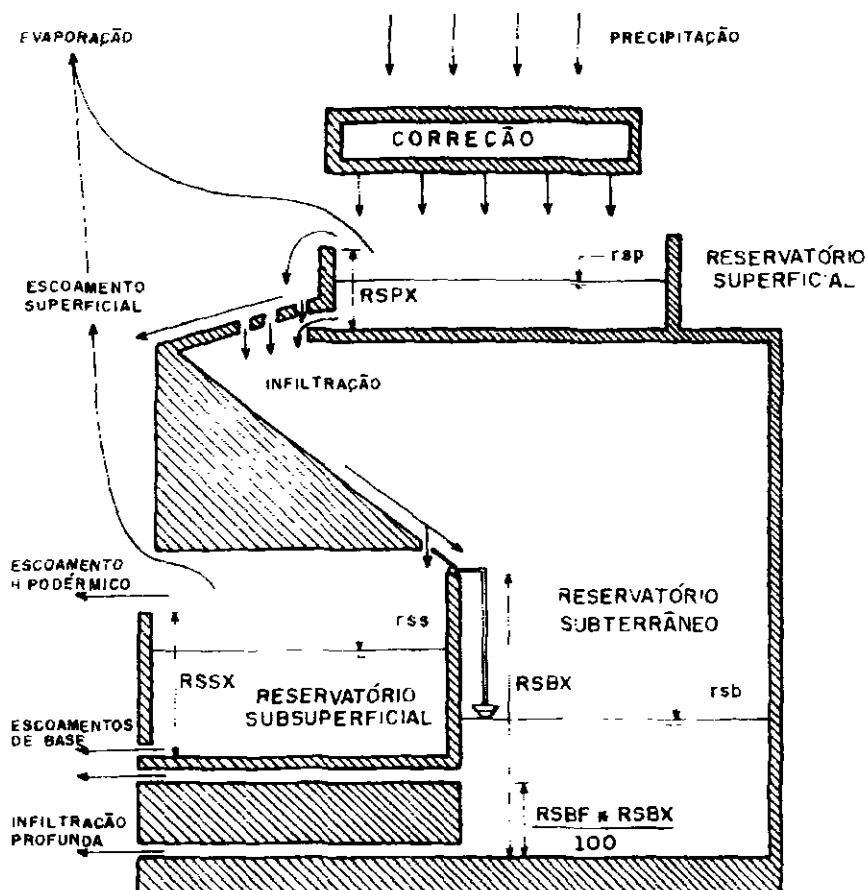 EVAPORAÇÃO
PRECIPITAÇÃO
CORREÇÃO
rsp
RESERVATÓRIO
SUPERFICIAL
RSPX
ESCOAMENTO
SUPERFICIAL
INFILTRAÇÃO
ESCOAMENTO
H PODÉRMICO
rss
RESERVATÓRIO
SUBTERRÂNEO
RSSX
RSBX
RESERVATÓRIO
SUBSUPERFICIAL
rsb
ESCOAMENTOS
DE BASE
INFILTRAÇÃO
PROFUNDA
RSBF * RSBX
100